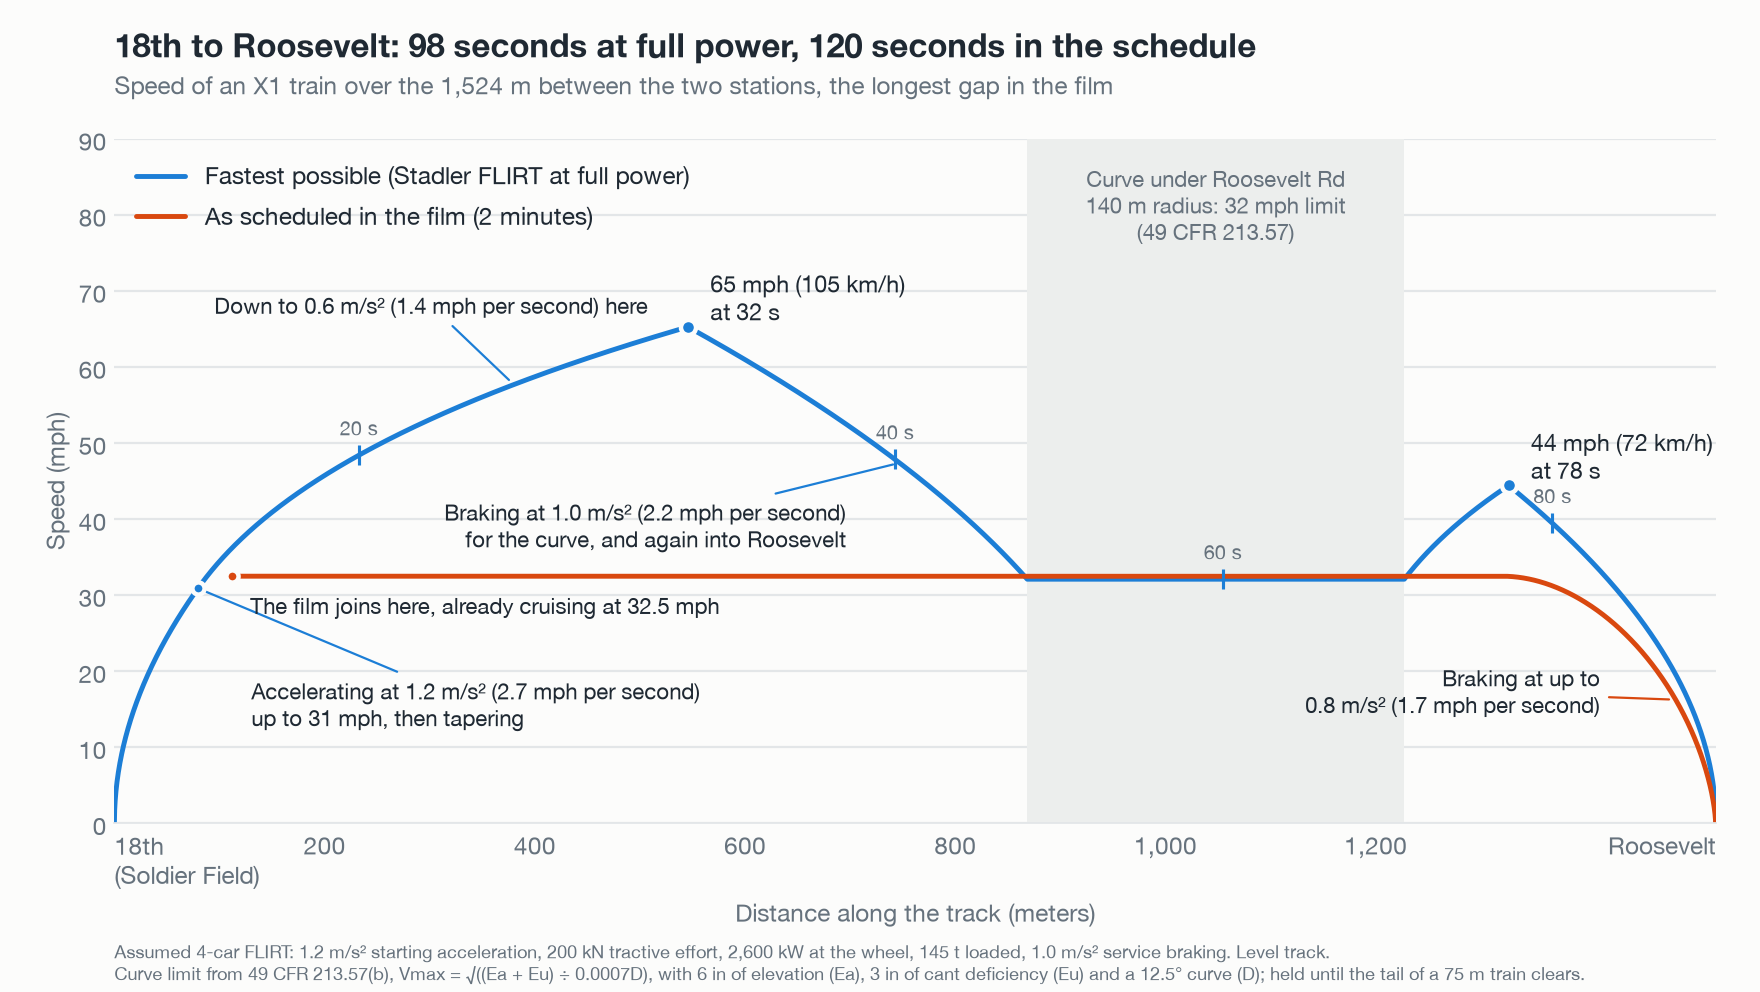 18th to Roosevelt: 98 seconds at full power, 120 seconds in the schedule
Speed of an X1 train over the 1,524 m between the two stations, the longest gap in the film
Fastest possible (Stadler FLIRT at full power)
As scheduled in the film (2 minutes)
Curve under Roosevelt Rd
140 m radius: 32 mph limit
(49 CFR 213.57)
65 mph (105 km/h)
at 32 s
Down to 0.6 m/s² (1.4 mph per second) here
20 s
40 s
44 mph (72 km/h)
at 78 s
80 s
Braking at 1.0 m/s² (2.2 mph per second)
for the curve, and again into Roosevelt
60 s
The film joins here, already cruising at 32.5 mph
Accelerating at 1.2 m/s² (2.7 mph per second)
up to 31 mph, then tapering
Braking at up to
0.8 m/s² (1.7 mph per second)
Speed (mph)
90
80
70
60
50
40
30
20
10
0
18th
(Soldier Field)
200
400
600
800
1,000
1,200
Roosevelt
Distance along the track (meters)
Assumed 4-car FLIRT: 1.2 m/s² starting acceleration, 200 kN tractive effort, 2,600 kW at the wheel, 145 t loaded, 1.0 m/s² service braking. Level track.
Curve limit from 49 CFR 213.57(b), Vmax = √((Ea + Eu) ÷ 0.0007D), with 6 in of elevation (Ea), 3 in of cant deficiency (Eu) and a 12.5° curve (D); held until the tail of a 75 m train clears.